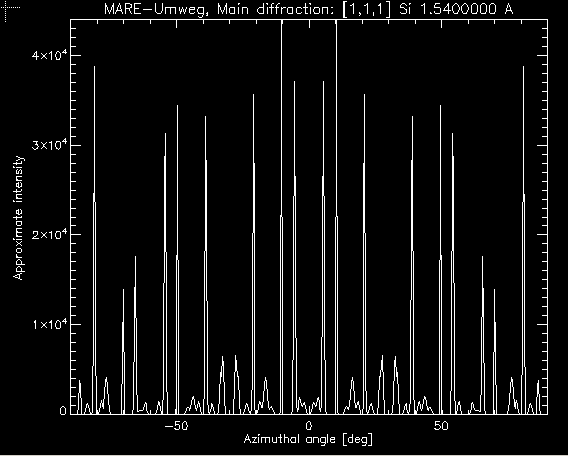 MARE-Umweg, Main diffraction: [1,1,1] Si 1.5400000 A
4×10⁴
3×10⁴
2×10⁴
1×10⁴
0
Approximate intensity
-50 0 50
Azimuthal angle [deg]